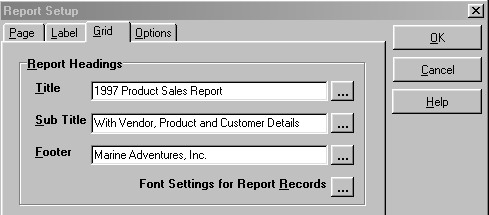 Report Setup
Page Label Grid Options
OK
Cancel
Help
Report Headings
Title 1997 Product Sales Report ...
Sub Title With Vendor, Product and Customer Details ...
Footer Marine Adventures, Inc. ...
Font Settings for Report Records ...